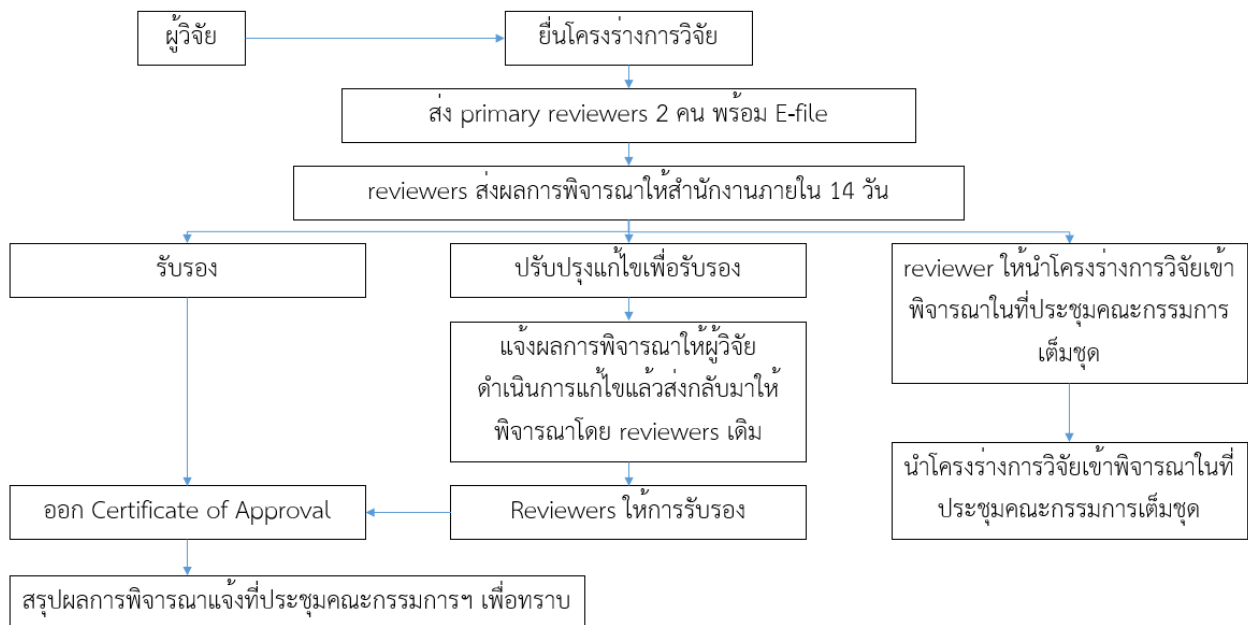 ผู้วิจัย
ยื่นโครงร่างการวิจัย
ส่ง primary reviewers 2 คน พร้อม E-file
reviewers ส่งผลการพิจารณาให้สำนักงานภายใน 14 วัน
รับรอง
ปรับปรุงแก้ไขเพื่อรับรอง
reviewer ให้นำโครงร่างการวิจัยเข้า
พิจารณาในที่ประชุมคณะกรรมการ
เต็มชุด
แจ้งผลการพิจารณาให้ผู้วิจัย
ดำเนินการแก้ไขแล้วส่งกลับมาให้
พิจารณาโดย reviewers เดิม
นำโครงร่างการวิจัยเข้าพิจารณาในที่
ประชุมคณะกรรมการเต็มชุด
ออก Certificate of Approval
Reviewers ให้การรับรอง
สรุปผลการพิจารณาแจ้งที่ประชุมคณะกรรมการฯ เพื่อทราบ